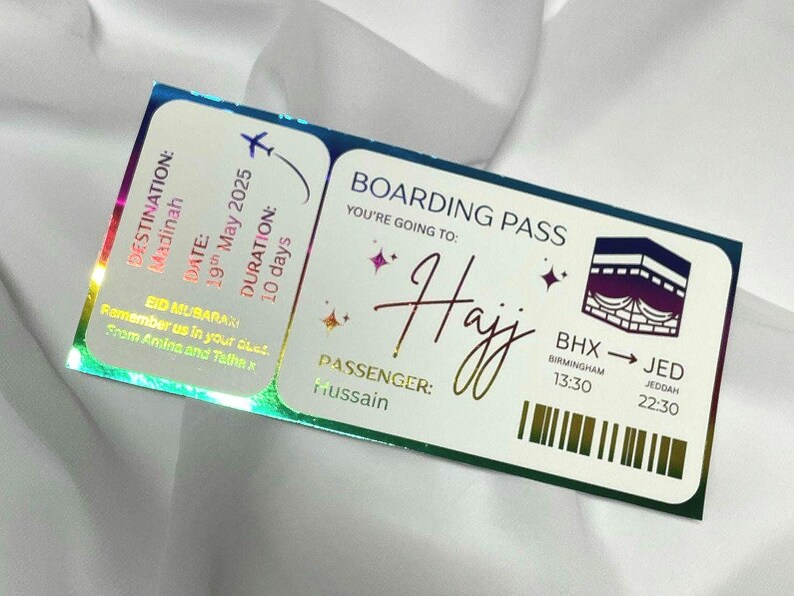 DESTINATION:
Madinah
DATE:
19th May 2025
DURATION:
10 days
EID MUBARAK
Remember us in your duas.
From Amina and Talha x
BOARDING PASS
YOU'RE GOING TO:
Hajj
PASSENGER:
Hussain
BHX → JED
BIRMINGHAM JEDDAH
13:30 22:30